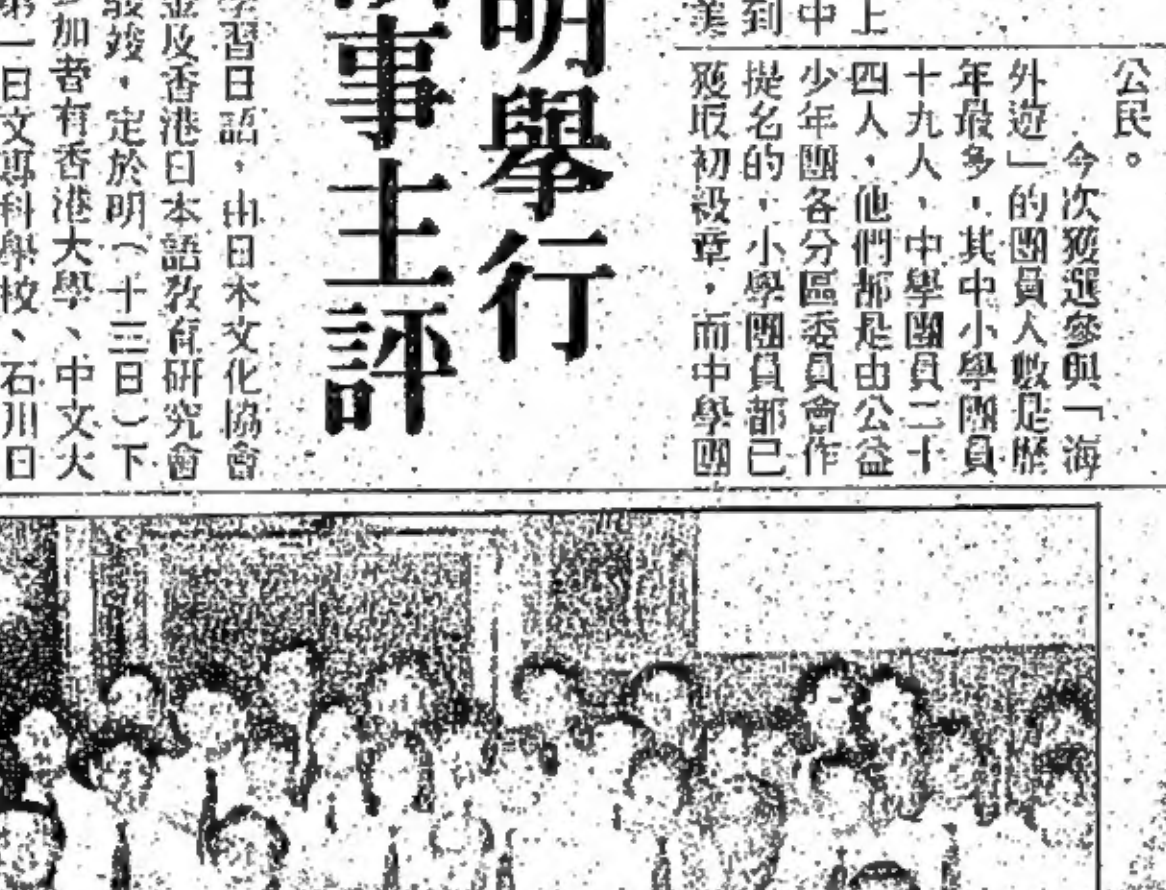 公民。
今次獲選參與「海
外遊」的團員人數是歷
年最多，其中小學團員
十九人，中學團員二十
四人，他們都是由公益
少年團各分區委員會作
提名的，小學團員都已
獲取初級章，而中學團
上
中
到
美
明舉行
事主評
學習日語，由日本文化協會
及香港日本語教育研究會
定於明（十三日）下
加者有香港大學、中文大
第一日文專科學校、石川日